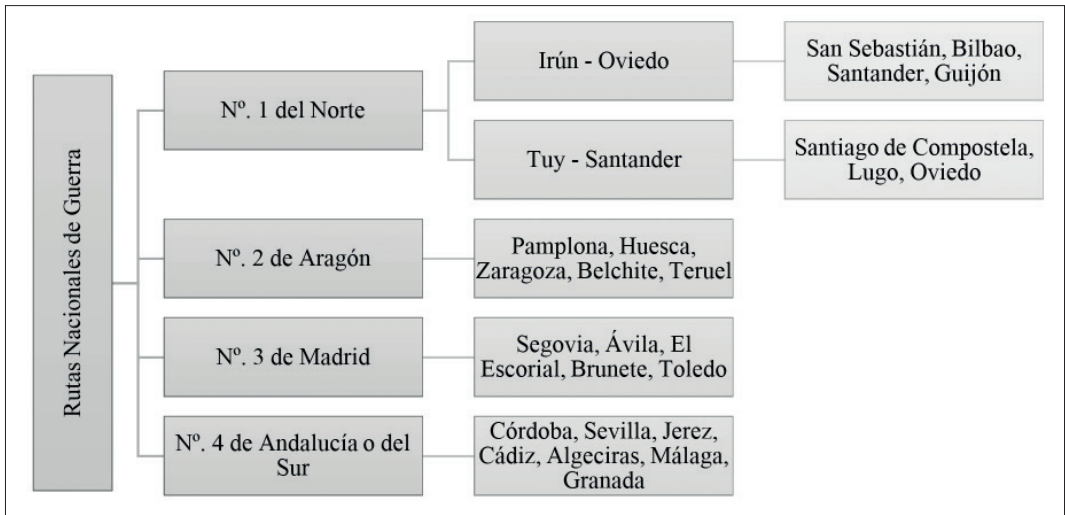 Rutas Nacionales de Guerra
Nº. 1 del Norte
Irún - Oviedo
San Sebastián, Bilbao,
Santander, Guijón
Tuy - Santander
Santiago de Compostela,
Lugo, Oviedo
Nº. 2 de Aragón
Pamplona, Huesca,
Zaragoza, Belchite, Teruel
Nº. 3 de Madrid
Segovia, Ávila, El
Escorial, Brunete, Toledo
Nº. 4 de Andalucía o del
Sur
Córdoba, Sevilla, Jerez,
Cádiz, Algeciras, Málaga,
Granada